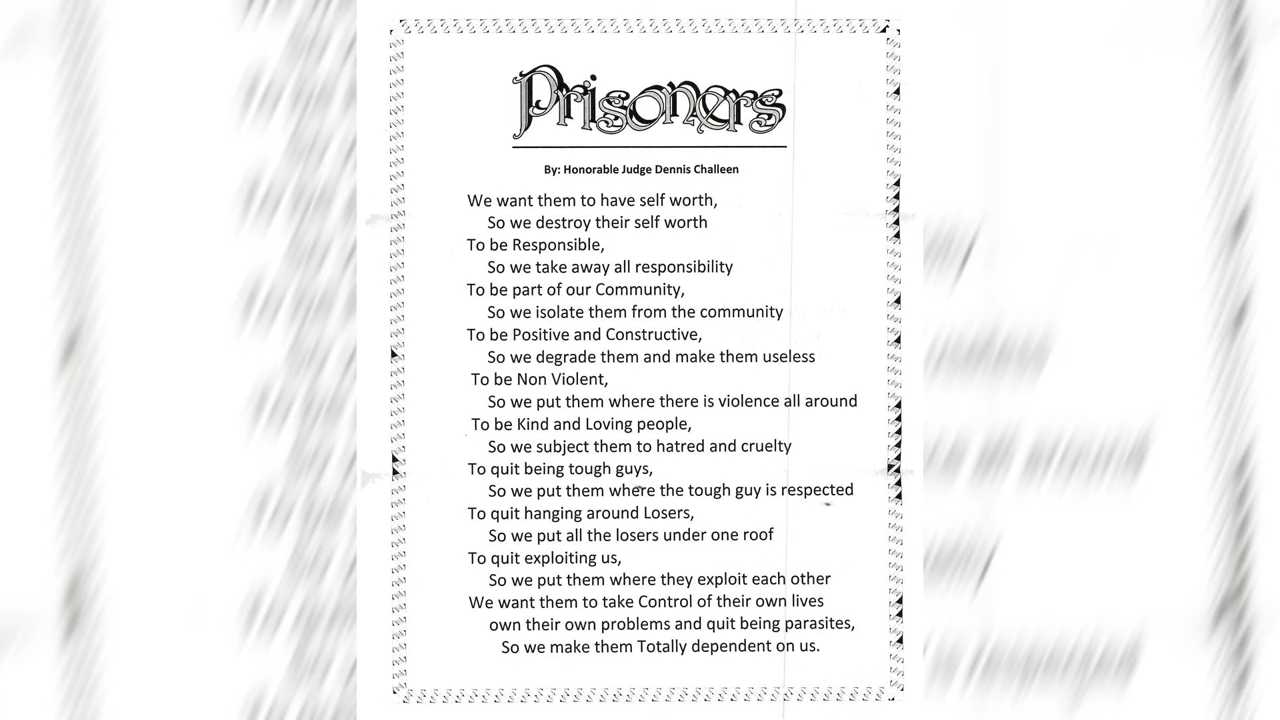 Prisoners
By: Honorable Judge Dennis Challeen
We want them to have self worth,
So we destroy their self worth
To be Responsible,
So we take away all responsibility
To be part of our Community,
So we isolate them from the community
To be Positive and Constructive,
So we degrade them and make them useless
To be Non Violent,
So we put them where there is violence all around
To be Kind and Loving people,
So we subject them to hatred and cruelty
To quit being tough guys,
So we put them where the tough guy is respected
To quit hanging around Losers,
So we put all the losers under one roof
To quit exploiting us,
So we put them where they exploit each other
We want them to take Control of their own lives
own their own problems and quit being parasites,
So we make them Totally dependent on us.